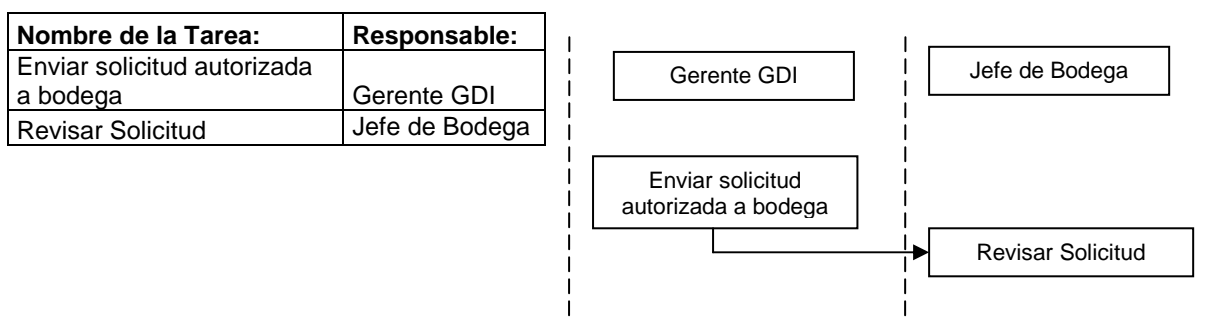 Nombre de la Tarea: Responsable:
Enviar solicitud autorizada
a bodega Gerente GDI
Revisar Solicitud Jefe de Bodega
Gerente GDI
Jefe de Bodega
Enviar solicitud
autorizada a bodega
Revisar Solicitud